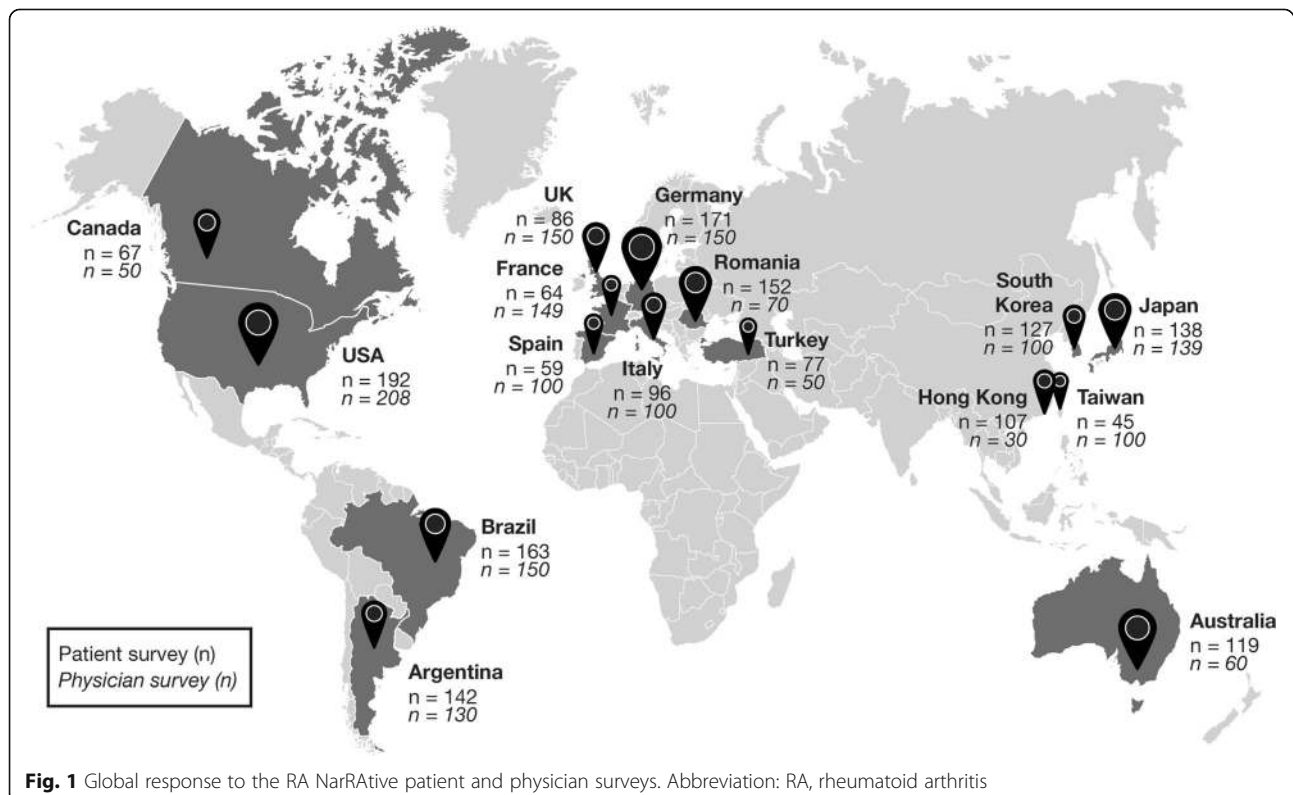 Canada
n = 67
n = 50
USA
n = 192
n = 208
UK
n = 86
n = 150
Germany
n = 171
n = 150
France
n = 64
n = 149
Romania
n = 152
n = 70
Spain
n = 59
n = 100
Italy
n = 96
n = 100
Turkey
n = 77
n = 50
South
Korea
n = 127
n = 100
Japan
n = 138
n = 139
Hong Kong
n = 107
n = 30
Taiwan
n = 45
n = 100
Brazil
n = 163
n = 150
Argentina
n = 142
n = 130
Australia
n = 119
n = 60
Patient survey (n)
Physician survey (n)
Fig. 1 Global response to the RA NarRAtive patient and physician surveys. Abbreviation: RA, rheumatoid arthritis